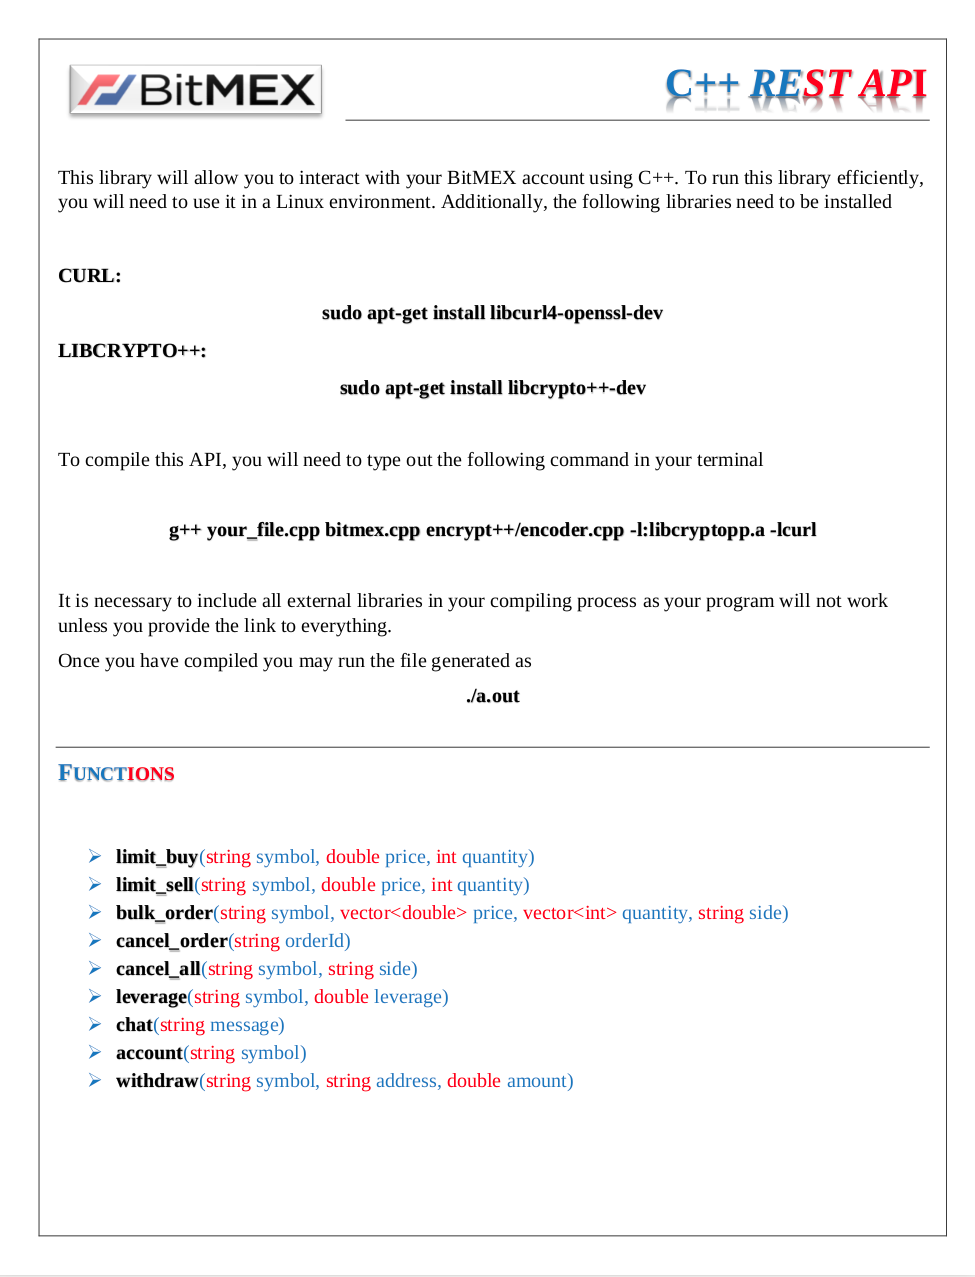 BitMEX
C++ REST API
This library will allow you to interact with your BitMEX account using C++. To run this library efficiently,
you will need to use it in a Linux environment. Additionally, the following libraries need to be installed
CURL:
sudo apt-get install libcurl4-openssl-dev
LIBCRYPTO++:
sudo apt-get install libcrypto++-dev
To compile this API, you will need to type out the following command in your terminal
g++ your_file.cpp bitmex.cpp encrypt++/encoder.cpp -l:libcryptopp.a -lcurl
It is necessary to include all external libraries in your compiling process as your program will not work
unless you provide the link to everything.
Once you have compiled you may run the file generated as
./a.out
FUNCTIONS
➢ limit_buy(string symbol, double price, int quantity)
➢ limit_sell(string symbol, double price, int quantity)
➢ bulk_order(string symbol, vector<double> price, vector<int> quantity, string side)
➢ cancel_order(string orderId)
➢ cancel_all(string symbol, string side)
➢ leverage(string symbol, double leverage)
➢ chat(string message)
➢ account(string symbol)
➢ withdraw(string symbol, string address, double amount)